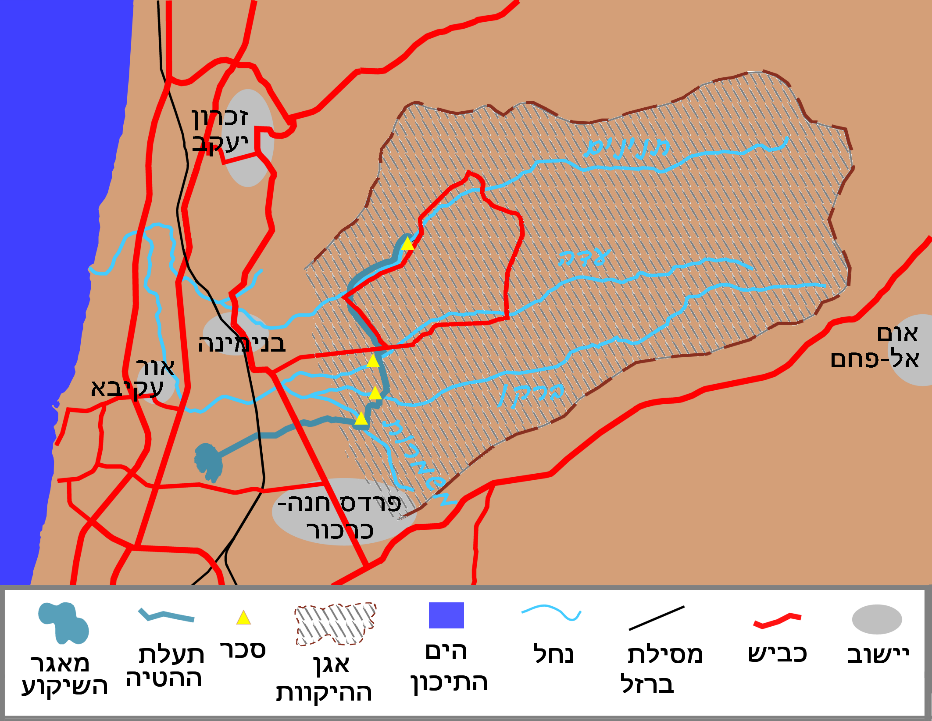 זכרון
יעקב
תנינים
עדה
אום
אל-פחם
בנימינה
אור
עקיבא
ברקן
משמרות
פרדס חנה-
כרכור
יישוב
כביש
מסילת
ברזל
נחל
הים
התיכון
אגן
ההיקוות
סכר
תעלת
ההטיה
מאגר
השיקוע